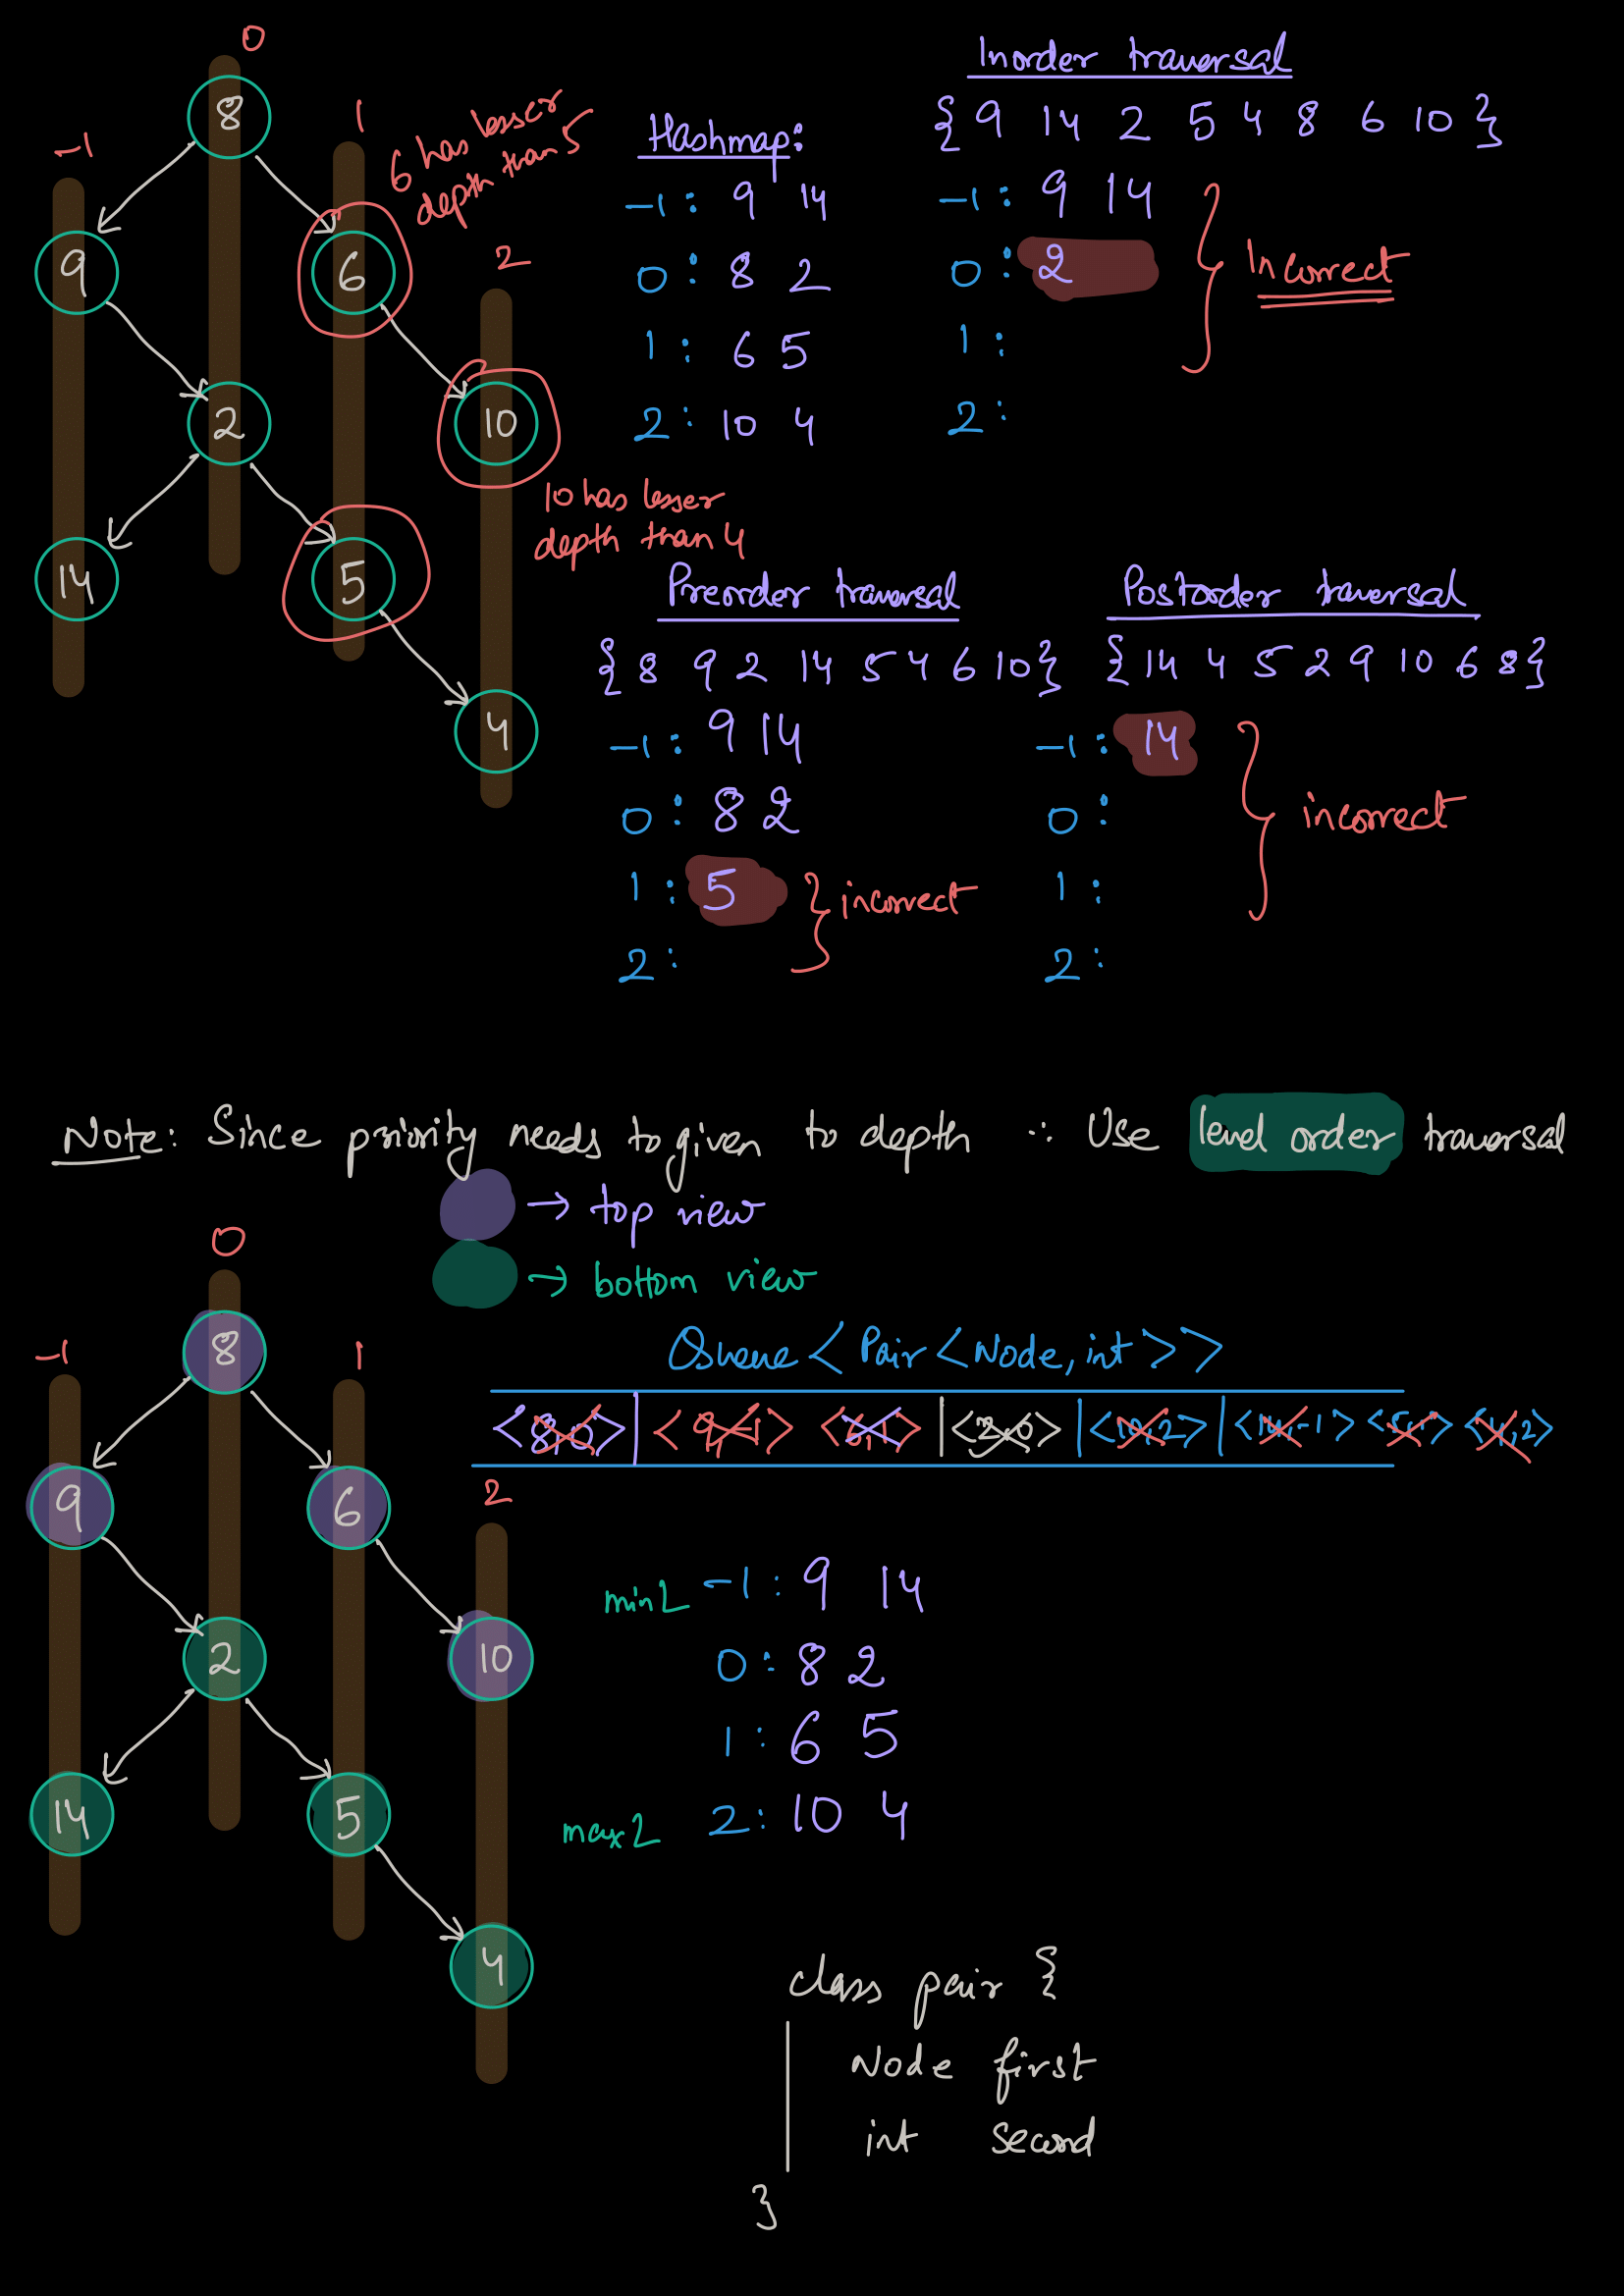 0
8
-1
1
6 has lesser
depth than 5
9
6
2
2
10
10 has lesser
depth than 4
14
5
4
Hashmap:
-1: 9 14
0: 8 2
1: 6 5
2: 10 4
Inorder traversal
{ 9 14 2 5 4 8 6 10 }
-1: 9 14
0: 2
1:
2:
Incorrect
Preorder traversal
{ 8 9 2 14 5 4 6 10 }
-1: 9 14
0: 8 2
1: 5
2:
incorrect
Postorder traversal
{ 14 4 5 2 9 10 6 8 }
-1: 14
0:
1:
2:
incorrect
Note: Since priority needs to given to depth ∴ Use level order traversal
→ top view
→ bottom view
0
8
-1
1
9
6
2
2
10
14
5
4
Queue <Pair <Node, int >>
<8,0> | <9,-1> <6,1> | <2,0> | <10,2> | <14,-1> <5,1> <4,2>
minL -1: 9 14
0: 8 2
1: 6 5
maxL 2: 10 4
class pair {
Node first
int second
}